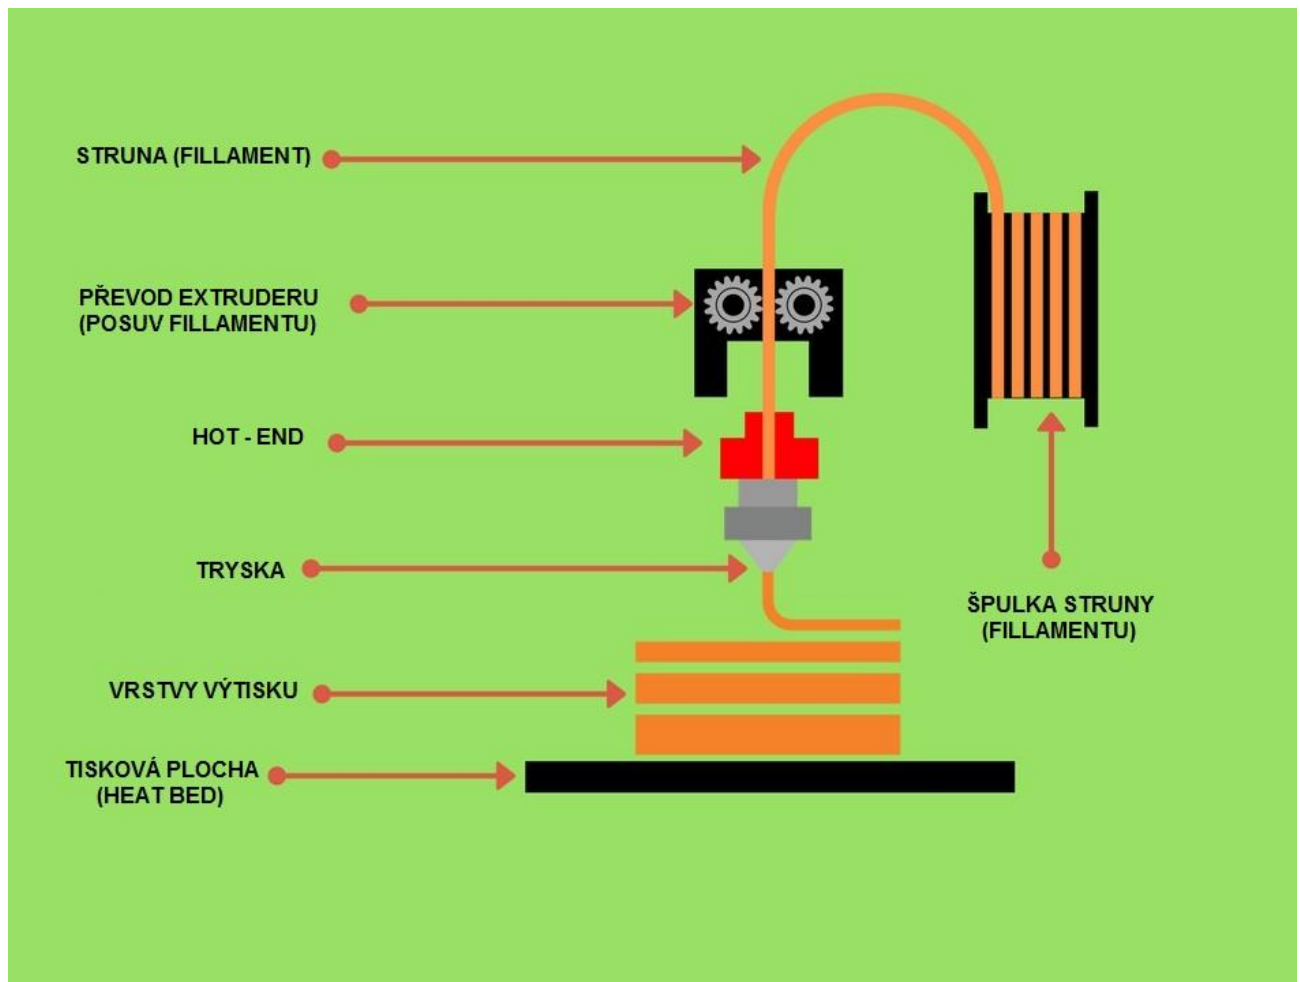 STRUNA (FILLAMENT)
PŘEVOD EXTRUDERU
(POSUV FILLAMENTU)
HOT - END
TRYSKA
ŠPULKA STRUNY
(FILLAMENTU)
VRSTVY VÝTISKU
TISKOVÁ PLOCHA
(HEAT BED)